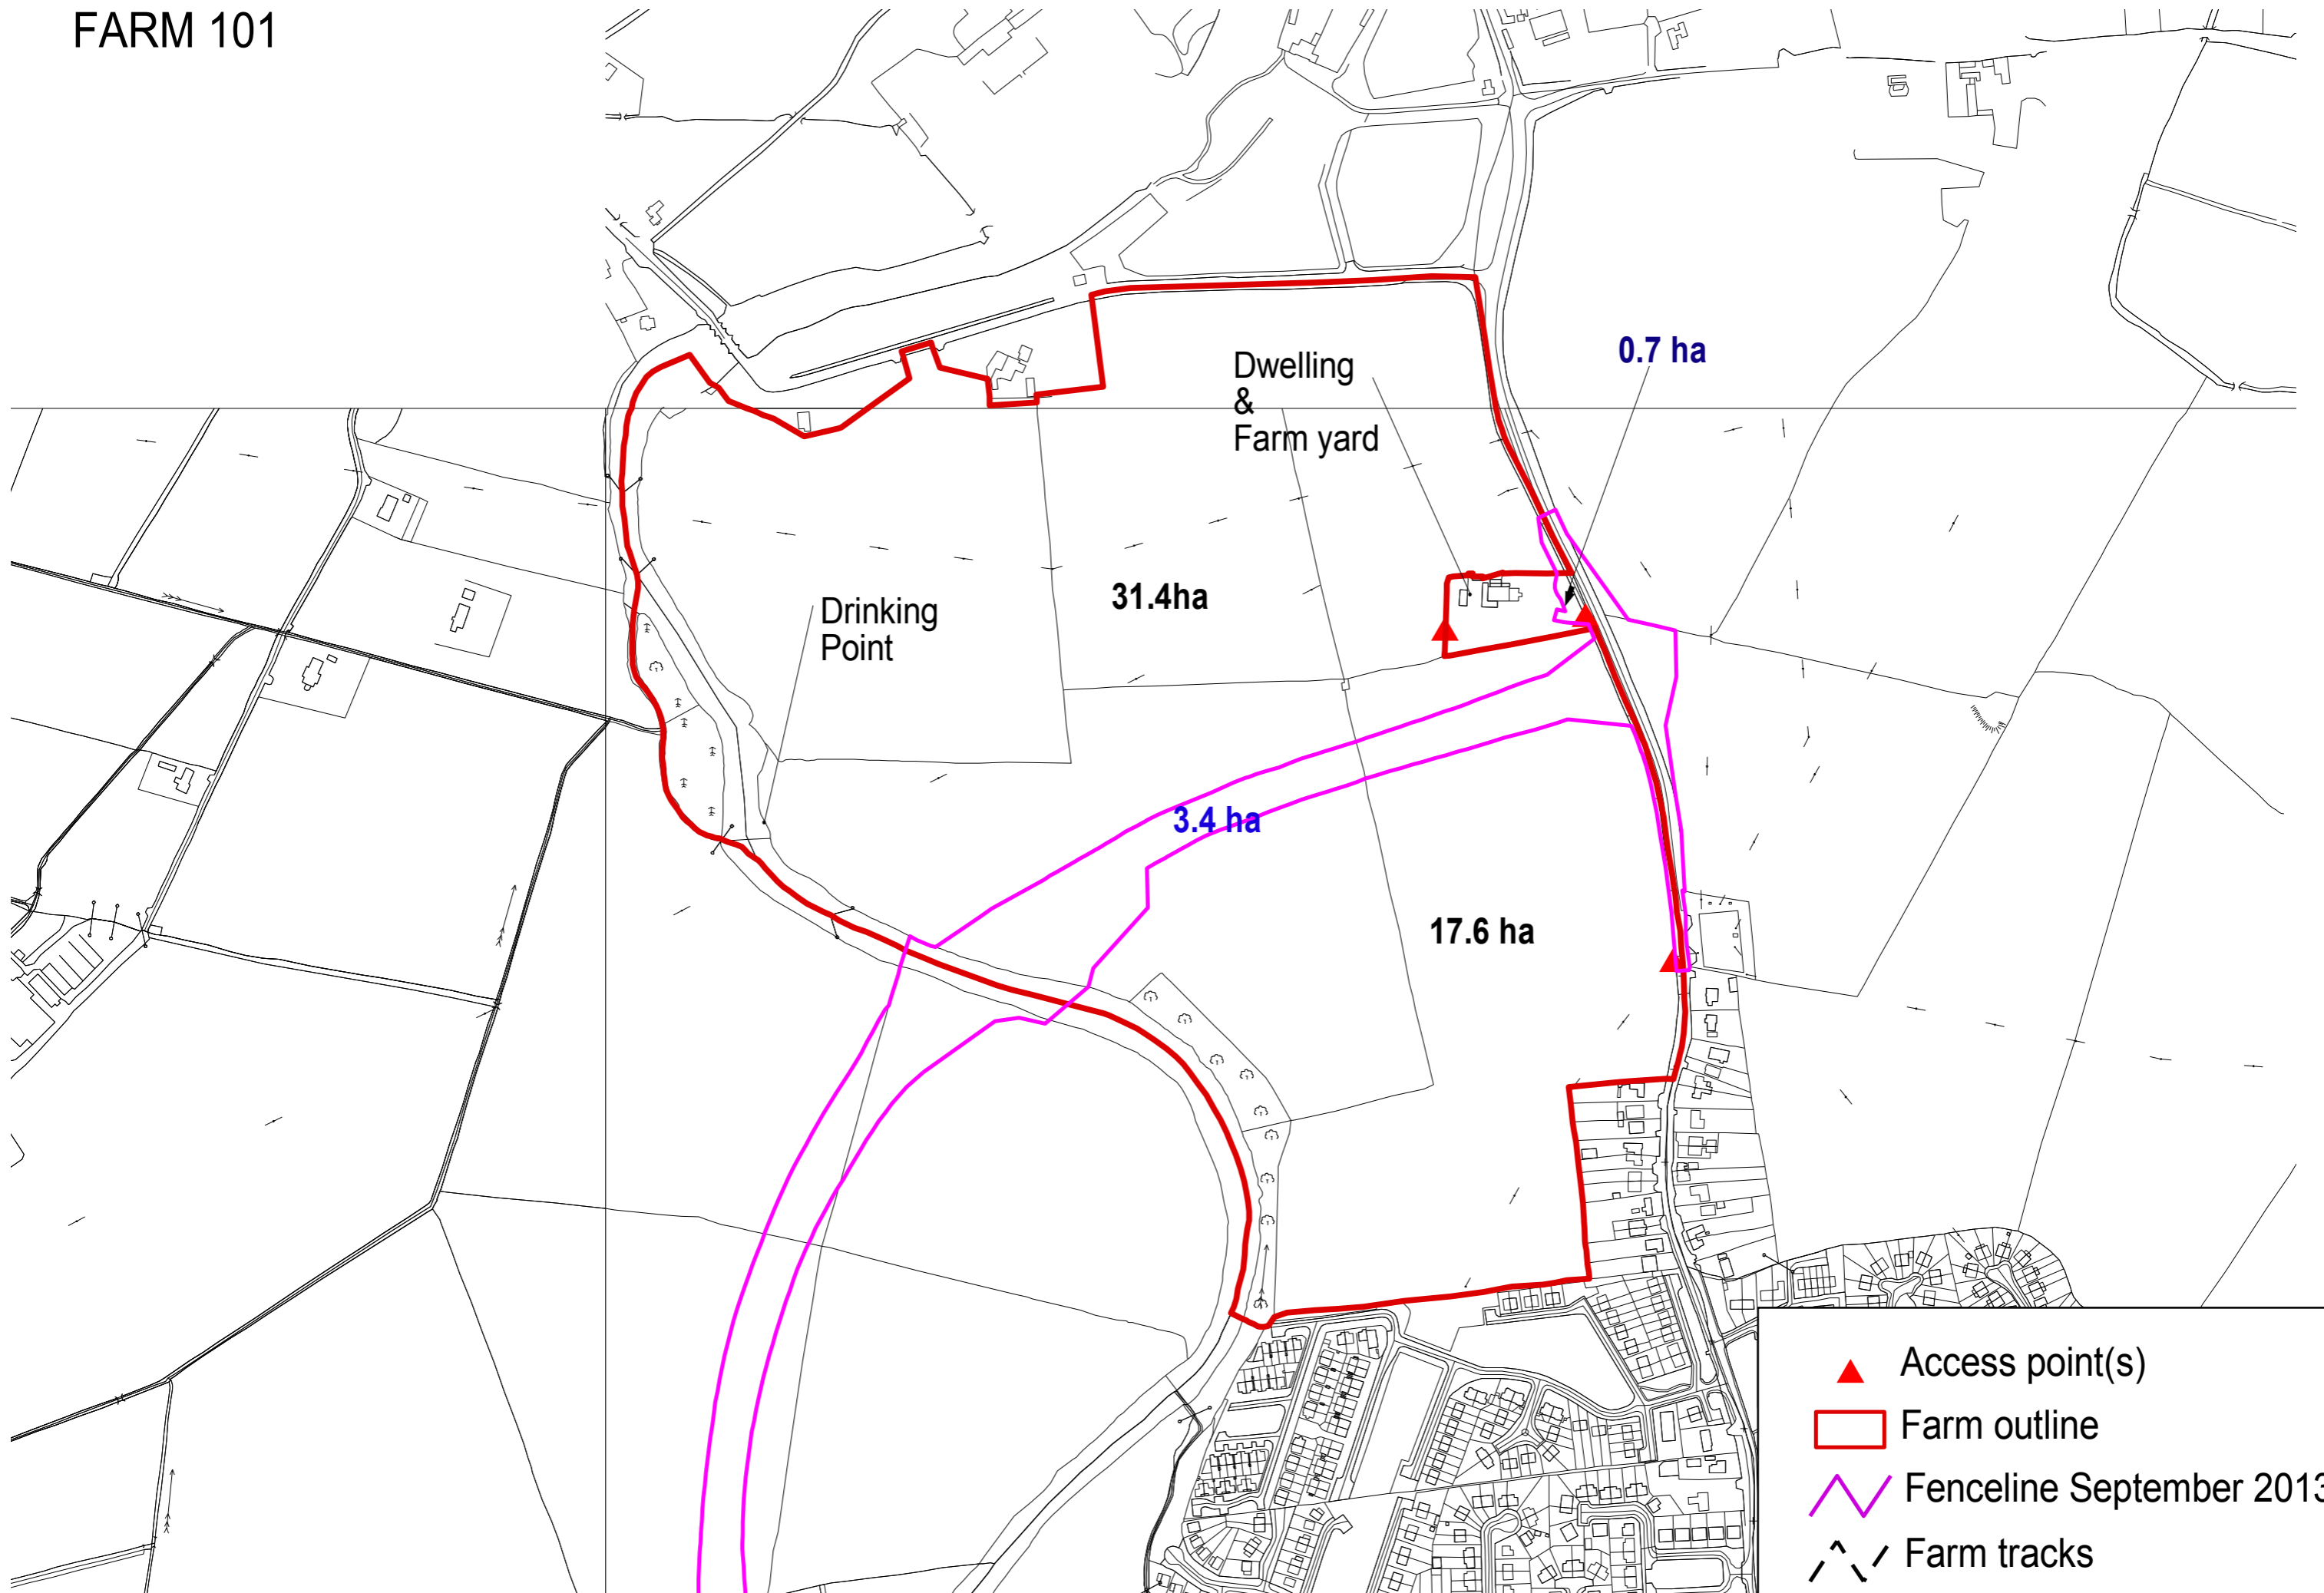 FARM 101
0.7 ha
Dwelling
&
Farm yard
31.4ha
Drinking
Point
3.4 ha
17.6 ha
Access point(s)
Farm outline
Fenceline September 2013
Farm tracks